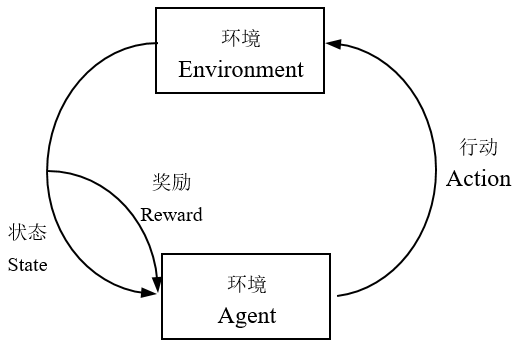 环境
Environment
行动
Action
奖励
Reward
状态
State
环境
Agent